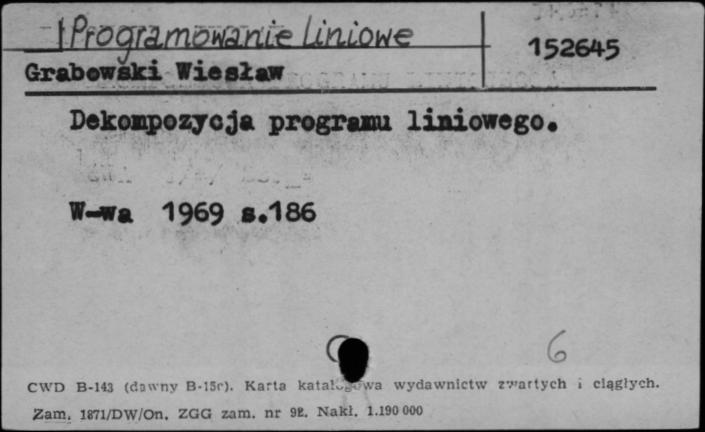 Programowanie liniowe
152645
Grabowski Wiesław
Dekompozycja programu liniowego.
W-wa 1969 s.186
6
CWD B-143 (dawny B-15c). Karta katalogowa wydawnictw zwartych i ciągłych.
Zam. 1871/DW/On. ZGG zam. nr 92. Nakł. 1.190 000